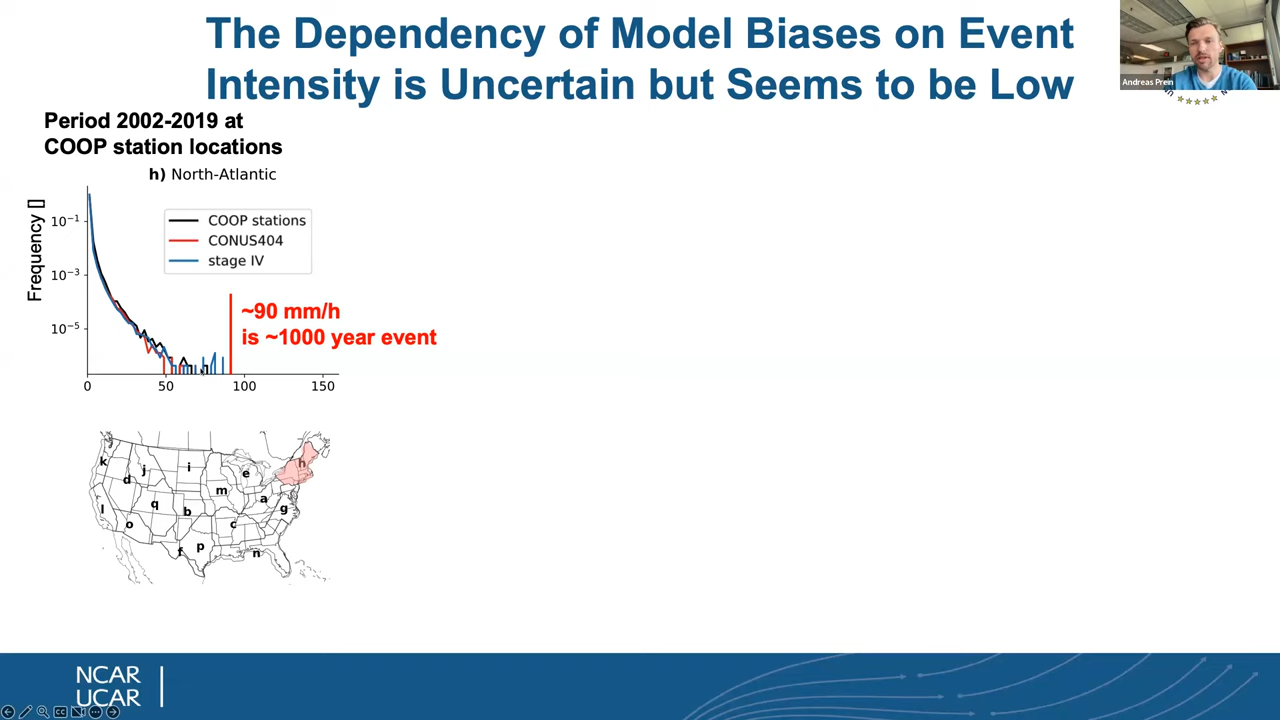 The Dependency of Model Biases on Event
Intensity is Uncertain but Seems to be Low
Andreas Prein
Period 2002-2019 at
COOP station locations
h) North-Atlantic
Frequency []
10⁻¹
10⁻³
10⁻⁵
COOP stations
CONUS404
stage IV
~90 mm/h
is ~1000 year event
0 50 100 150
k
j
i
e
h
d
m
a
l
q
b
g
o
c
f
p
n
NCAR
UCAR